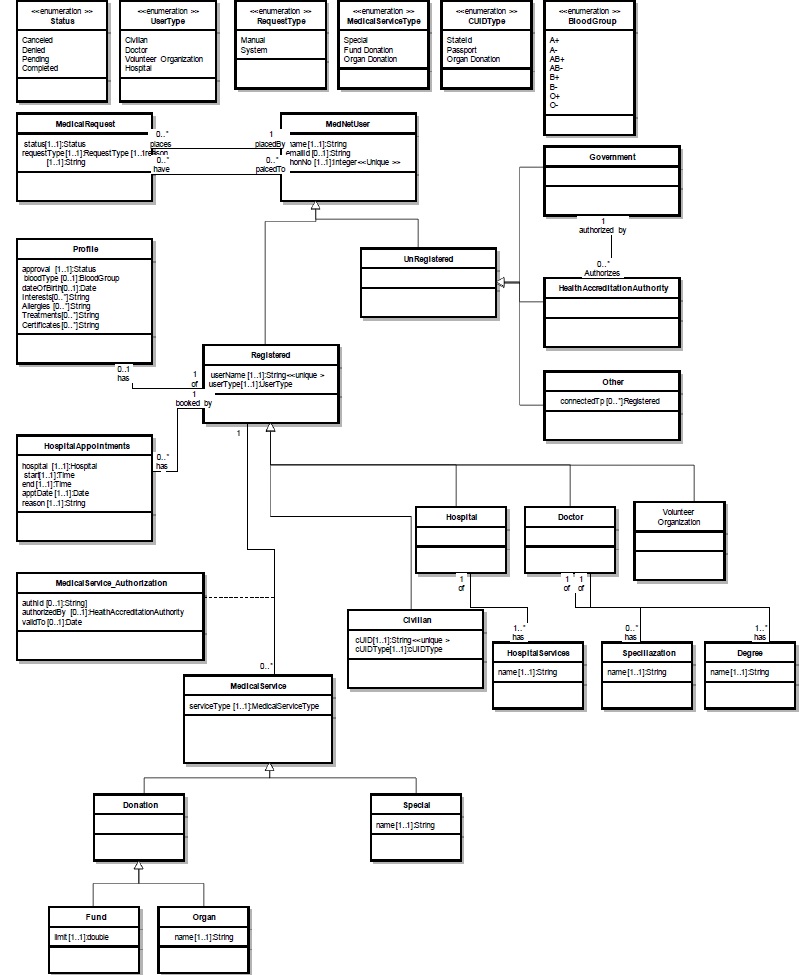 <<enumeration >>
Status
Canceled
Denied
Pending
Completed
<<enumeration >>
UserType
Civilian
Doctor
Volunteer Organization
Hospital
<<enumeration >>
RequestType
Manual
System
<<enumeration >>
MedicalServiceType
Special
Fund Donation
Organ Donation
<<enumeration >>
CUIDType
StateId
Passport
Organ Donation
<<enumeration >>
BloodGroup
A+
A-
AB+
AB-
B+
B-
O+
O-
MedicalRequest
status[1..1]:Status
requestType[1..1]:RequestType [1..1
[1..1]:String
0..*
places
0..*
have
1
placedBy
0..*
palcedTo
MedNetUser
name [1..1]:String
emailId [0..1]:String
honNo [1..1]:Integer<<Unique >>
Government
1
authorized by
0..*
Authorizes
UnRegistered
HealthAccreditationAuthority
Profile
approval [1..1]:Status
bloodType [0..1]:BloodGroup
dateOfBirth[0..1]:Date
Interests[0..*]:String
Allergies [0..*]:String
Treatments[0..*]:String
Certificates[0..*]:String
0..1
has
Registered
userName [1..1]:String<<unique >
userType[1..1]:UserType
1
of
1
booked by
1
Other
connectedTp [0..*]:Registered
HospitalAppointments
hospital [1..1]:Hospital
start[1..1]:Time
end[1..1]:Time
apptDate [1..1]:Date
reason[1..1]:String
0..*
has
Hospital
Doctor
Volunteer
Organization
1
of
1
of
1
of
MedicalService_Authorization
authId [0..1]:String]
authorizedBy [0..1]:HealthAccreditationAuthority
validTo[0..1]:Date
Civilian
cUID[1..1]:String<<unique >
cUIDType[1..1]:cUIDType
1..*
has
0..*
has
1..*
has
HospitalServices
name[1..1]:String
Speciliazation
name[1..1]:String
Degree
name[1..1]:String
0..*
MedicalService
serviceType [1..1]:MedicalServiceType
Donation
Special
name[1..1]:String
Fund
limit[1..1]:double
Organ
name[1..1]:String